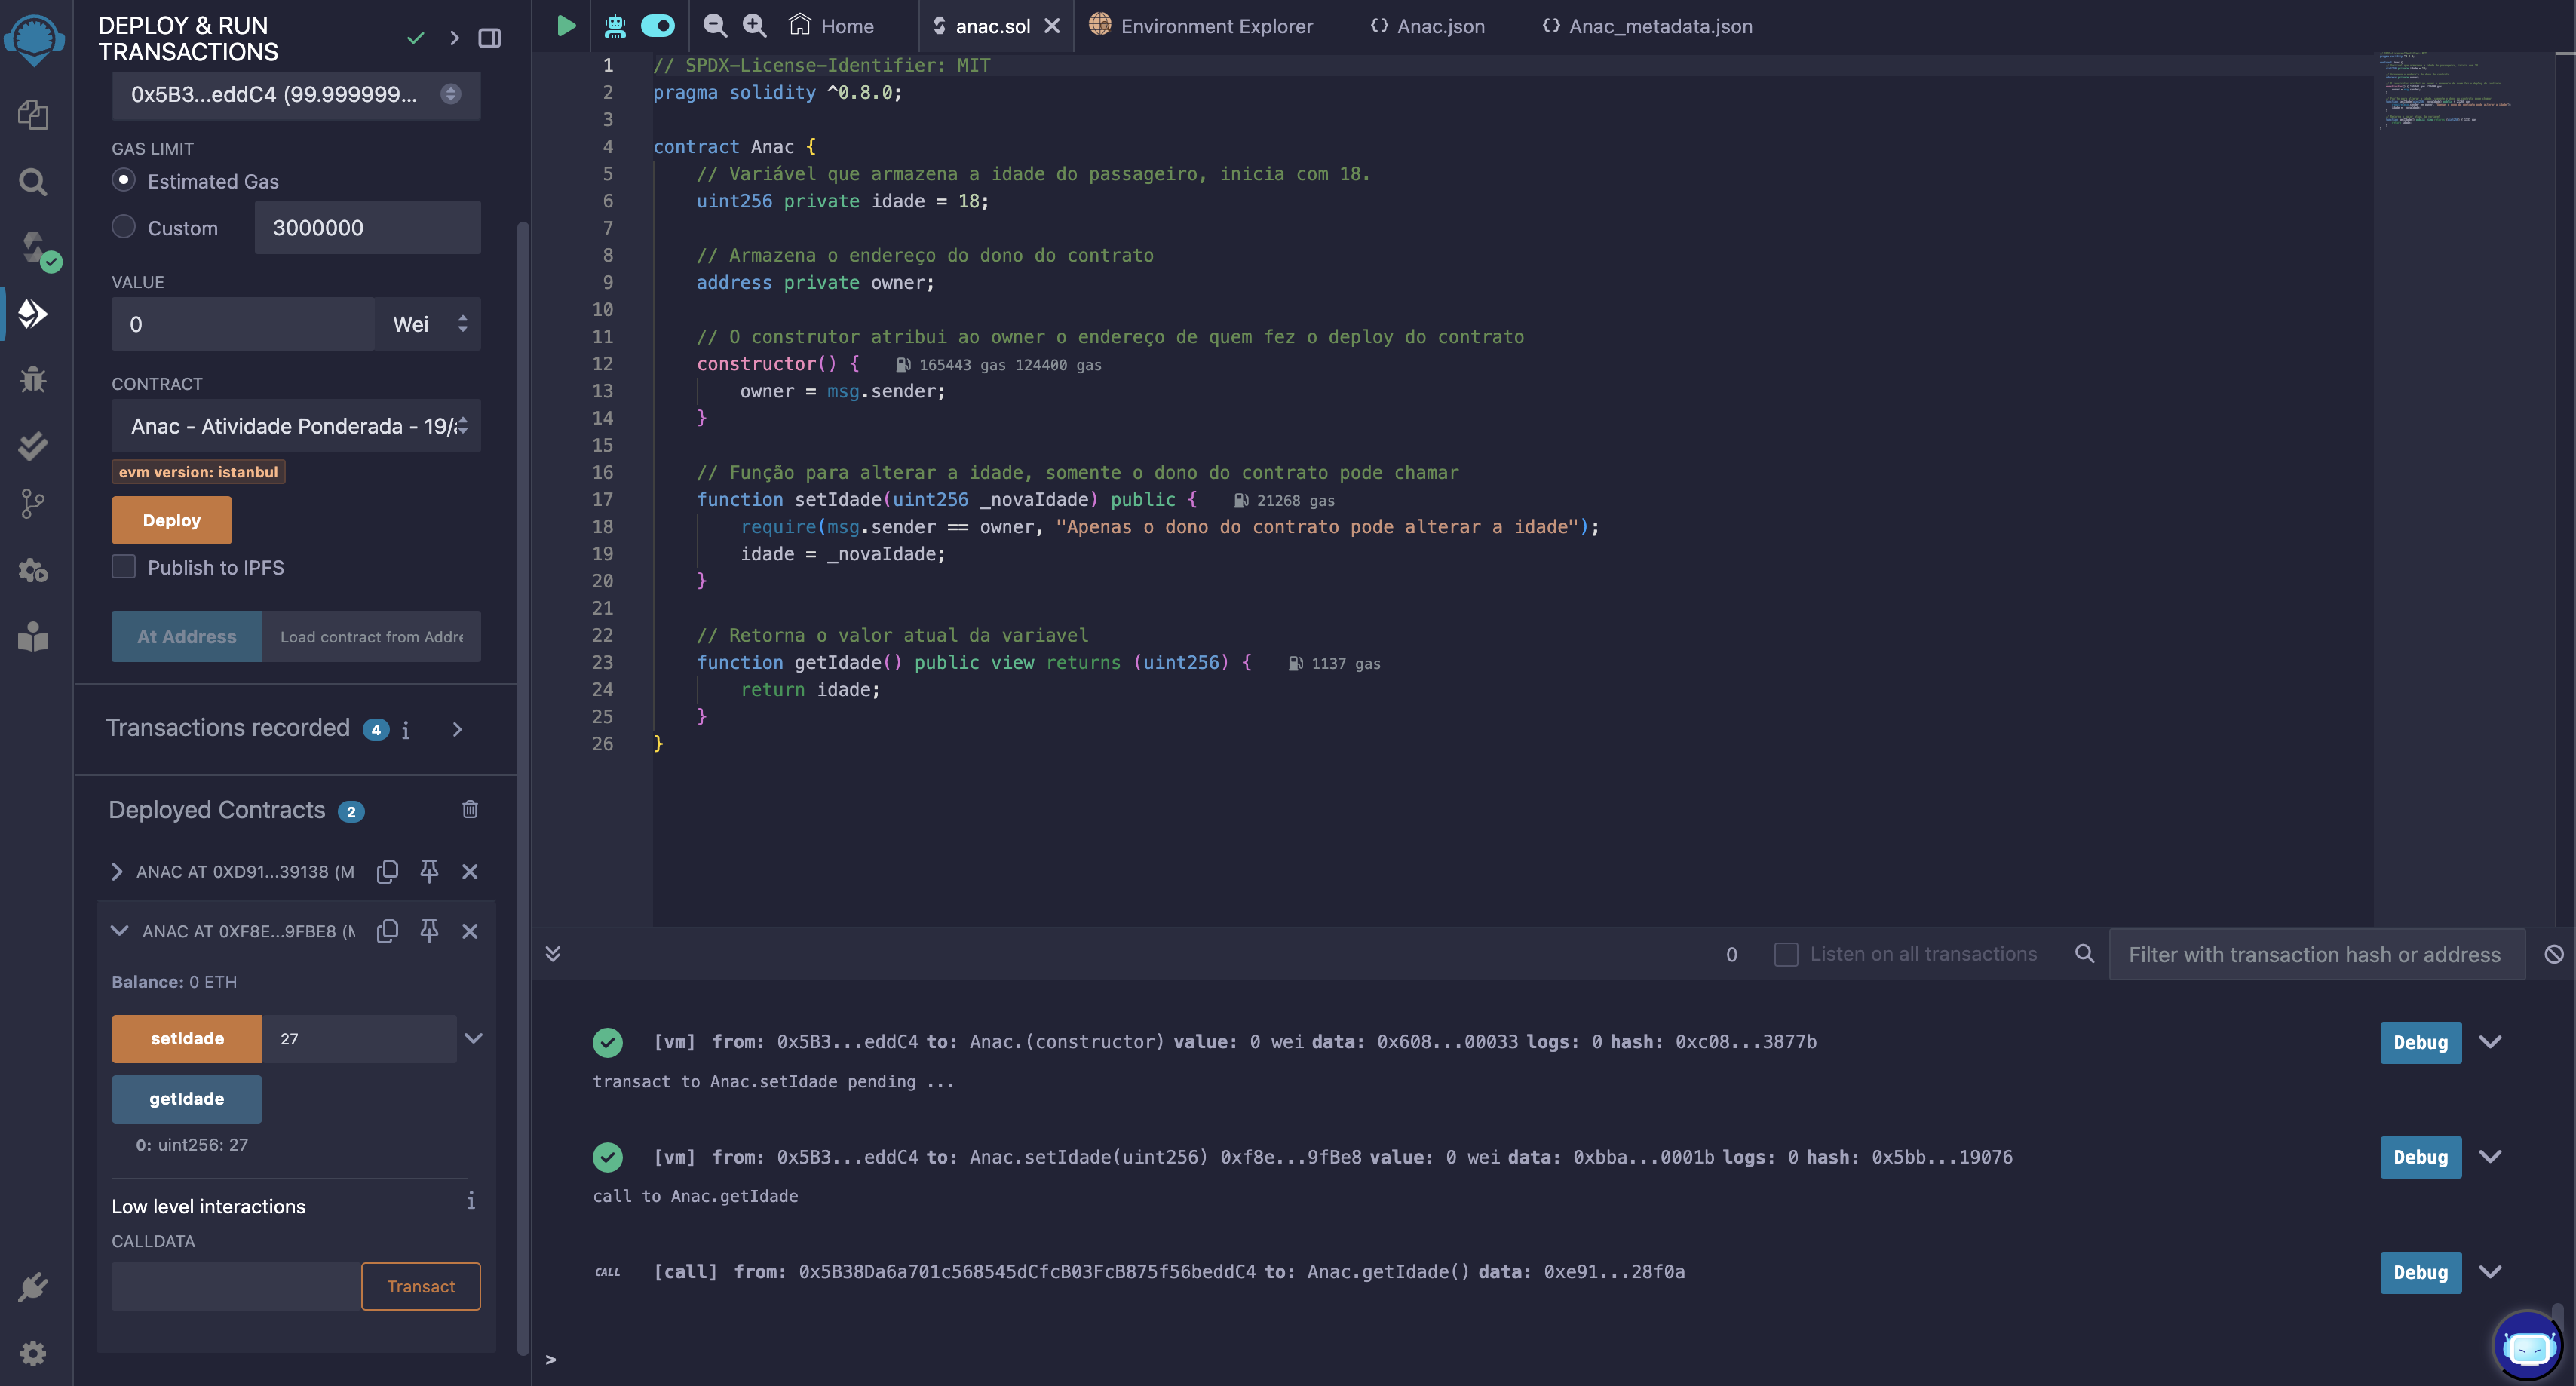 DEPLOY & RUN
TRANSACTIONS
0x5B3...eddC4 (99.999999...
GAS LIMIT
Estimated Gas
Custom
3000000
VALUE
0
Wei
CONTRACT
Anac - Atividade Ponderada - 19/
evm version: istanbul
Deploy
Publish to IPFS
At Address
Load contract from Addre
Transactions recorded 4 i
Deployed Contracts 2
ANAC AT 0XD91...39138 (M
ANAC AT 0XF8E...9FBE8 (M
Balance: 0 ETH
setIdade
27
getIdade
0: uint256: 27
Low level interactions
i
CALLDATA
Transact
Home
anac.sol
Environment Explorer
{} Anac.json
{} Anac_metadata.json
1 // SPDX-License-Identifier: MIT
2 pragma solidity ^0.8.0;
3
4 contract Anac {
5 // Variável que armazena a idade do passageiro, inicia com 18.
6 uint256 private idade = 18;
7
8 // Armazena o endereço do dono do contrato
9 address private owner;
10
11 // O construtor atribui ao owner o endereço de quem fez o deploy do contrato
12 constructor() { 165443 gas 124400 gas
13 owner = msg.sender;
14 }
15
16 // Função para alterar a idade, somente o dono do contrato pode chamar
17 function setIdade(uint256 _novaIdade) public { 21268 gas
18 require(msg.sender == owner, "Apenas o dono do contrato pode alterar a idade");
19 idade = _novaIdade;
20 }
21
22 // Retorna o valor atual da variavel
23 function getIdade() public view returns (uint256) { 1137 gas
24 return idade;
25 }
26 }
0
Listen on all transactions
Filter with transaction hash or address
[vm] from: 0x5B3...eddC4 to: Anac.(constructor) value: 0 wei data: 0x608...00033 logs: 0 hash: 0xc08...3877b
Debug
transact to Anac.setIdade pending ...
[vm] from: 0x5B3...eddC4 to: Anac.setIdade(uint256) 0xf8e...9fBe8 value: 0 wei data: 0xbba...0001b logs: 0 hash: 0x5bb...19076
Debug
call to Anac.getIdade
CALL [call] from: 0x5B38Da6a701c568545dCfcB03FcB875f56beddC4 to: Anac.getIdade() data: 0xe91...28f0a
Debug
>